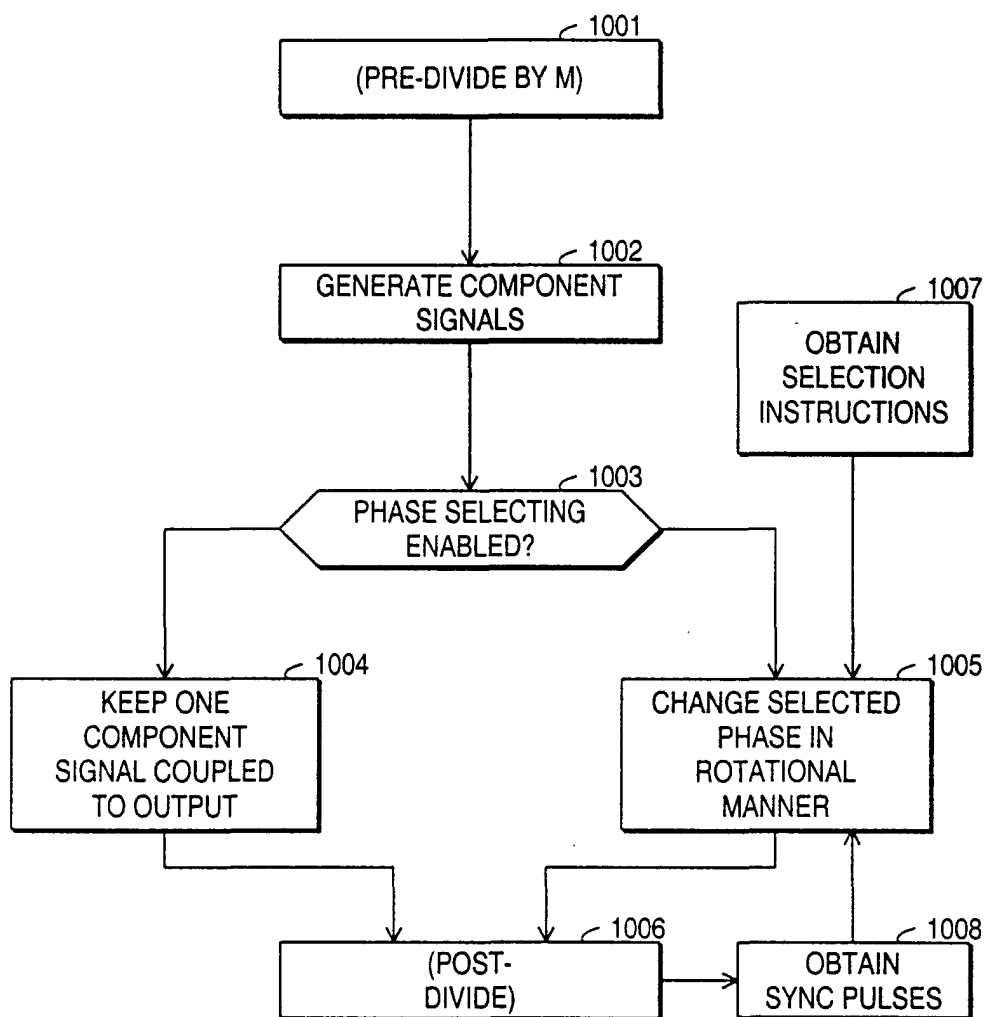 1001
(PRE-DIVIDE BY M)
1002
GENERATE COMPONENT
SIGNALS
1007
OBTAIN
SELECTION
INSTRUCTIONS
1003
PHASE SELECTING
ENABLED?
1004
KEEP ONE
COMPONENT
SIGNAL COUPLED
TO OUTPUT
1005
CHANGE SELECTED
PHASE IN
ROTATIONAL
MANNER
1006
(POST-
DIVIDE)
1008
OBTAIN
SYNC PULSES